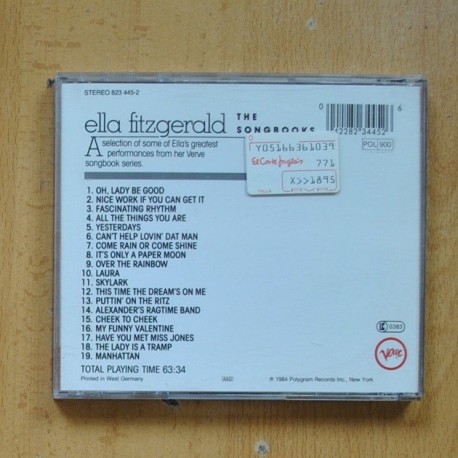 STEREO 823 445-2
ella fitzgerald THE SONGBOOKS
A selection of some of Ella's greatest
performances from her Verve
songbook series.
0 42282 34452 6
POL 900
Y05166361039
El Corte Inglés 771
X>>1895
1. OH, LADY BE GOOD
2. NICE WORK IF YOU CAN GET IT
3. FASCINATING RHYTHM
4. ALL THE THINGS YOU ARE
5. YESTERDAYS
6. CAN'T HELP LOVIN' DAT MAN
7. COME RAIN OR COME SHINE
8. IT'S ONLY A PAPER MOON
9. OVER THE RAINBOW
10. LAURA
11. SKYLARK
12. THIS TIME THE DREAM'S ON ME
13. PUTTIN' ON THE RITZ
14. ALEXANDER'S RAGTIME BAND
15. CHEEK TO CHEEK
16. MY FUNNY VALENTINE
17. HAVE YOU MET MISS JONES
18. THE LADY IS A TRAMP
19. MANHATTAN
0383
Verve
TOTAL PLAYING TIME 63:34
Printed in West Germany
AAD
℗ 1984 Polygram Records Inc., New York